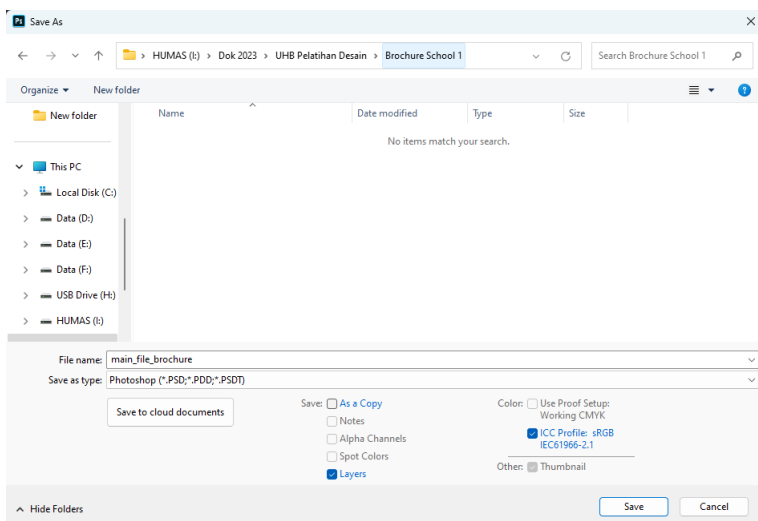 Ps Save As
HUMAS (I:) > Dok 2023 > UHB Pelatihan Desain > Brochure School 1
Search Brochure School 1
Organize
New folder
?
New folder
Name
Date modified
Type
Size
No items match your search.
This PC
Local Disk (C:)
Data (D:)
Data (E:)
Data (F:)
USB Drive (H:)
HUMAS (I:)
File name: main_file_brochure
Save as type: Photoshop (*.PSD;*.PDD;*.PSDT)
Save to cloud documents
Save: As a Copy
Notes
Alpha Channels
Spot Colors
Layers
Color: Use Proof Setup:
Working CMYK
ICC Profile: sRGB
IEC61966-2.1
Other: Thumbnail
Hide Folders
Save
Cancel